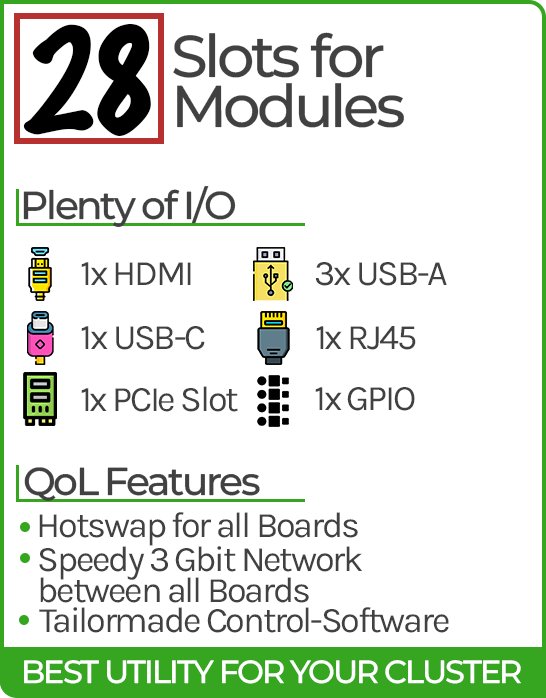 28
Slots for
Modules
Plenty of I/O
1x HDMI
3x USB-A
1x USB-C
1x RJ45
1x PCIe Slot
1x GPIO
QoL Features
• Hotswap for all Boards
• Speedy 3 Gbit Network
between all Boards
• Tailormade Control-Software
BEST UTILITY FOR YOUR CLUSTER